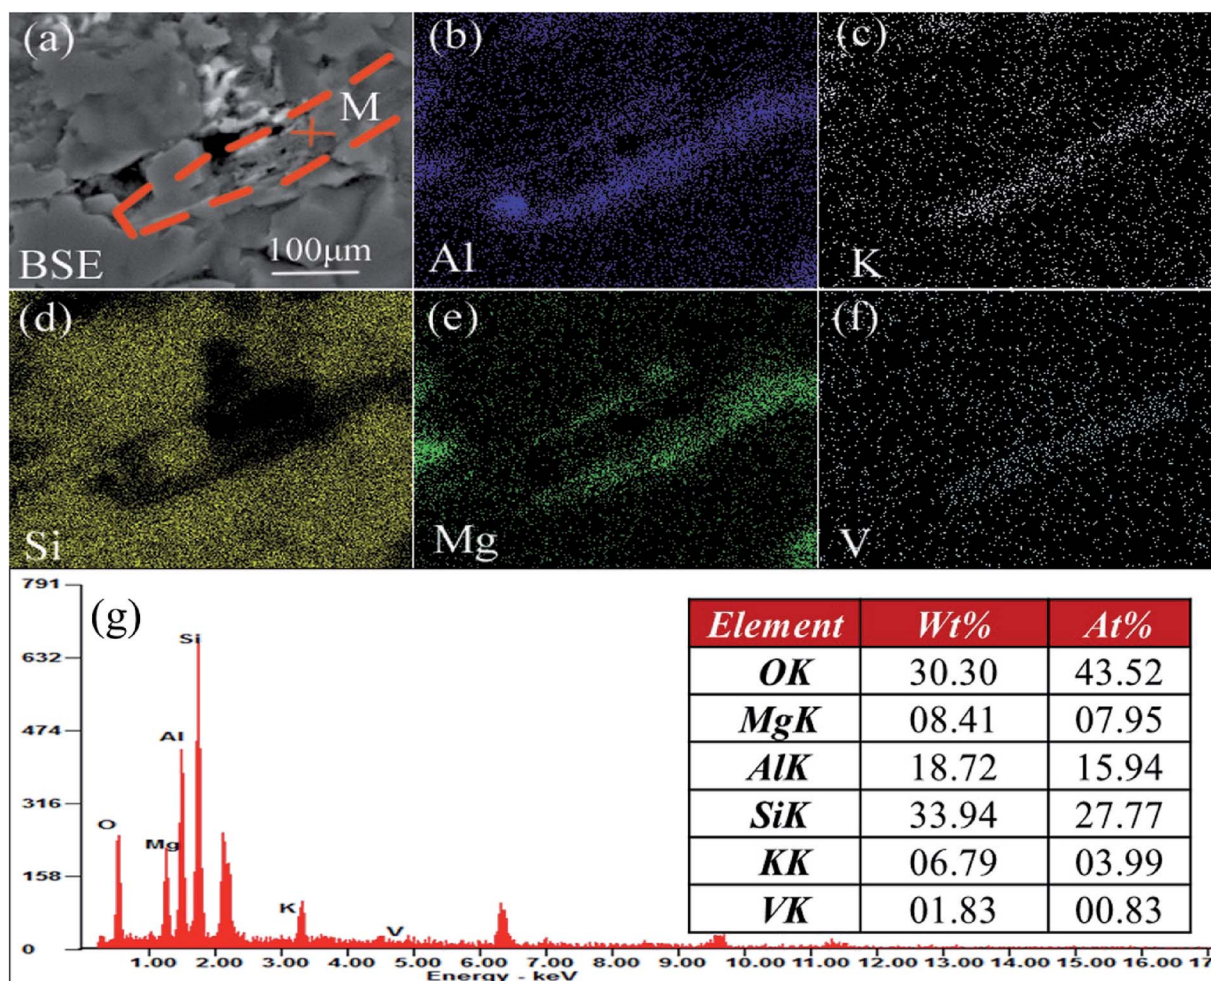 (a)
M
BSE
100μm
(b)
Al
(c)
K
(d)
Si
(e)
Mg
(f)
V
(g)
791
632
474
316
158
0
O
Mg
Al
Si
K
V
1.00 2.00 3.00 4.00 5.00 6.00 7.00 8.00 9.00 10.00 11.00 12.00 13.00 14.00 15.00 16.00 17
Energy - keV
Element Wt% At%
OK 30.30 43.52
MgK 08.41 07.95
AlK 18.72 15.94
SiK 33.94 27.77
KK 06.79 03.99
VK 01.83 00.83